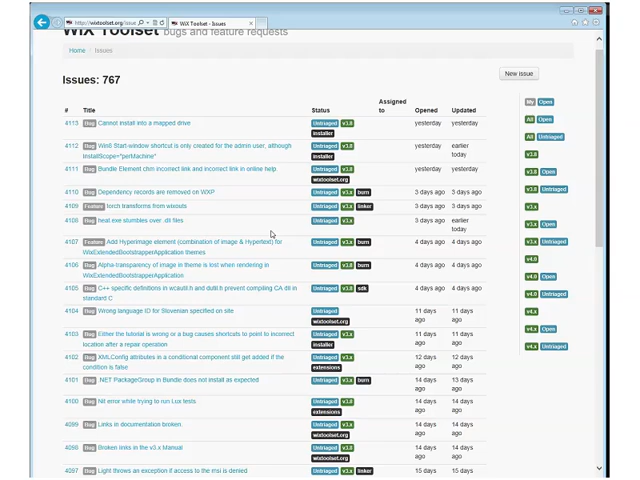 http://wixtoolset.org/issue
WiX Toolset - Issues
WiX Toolset bugs and feature requests
Home / Issues
Issues: 767
New issue
# Title Status Assigned to Opened Updated
4113 Bug Cannot install into a mapped drive Untriaged v3.8 installer yesterday yesterday
4112 Bug Win8 Start-window shortcut is only created for the admin user, although Untriaged v3.8 yesterday earlier
InstallScope="perMachine" installer today
4111 Bug Bundle Element chm incorrect link and incorrect link in online help Untriaged v3.8 yesterday yesterday
wixtoolset.org
4110 Bug Dependency records are removed on WXP Untriaged v3.x burn 3 days ago 3 days ago
4109 Feature torch transforms from wixouts Untriaged v3.x linker 3 days ago 3 days ago
4108 Bug heat exe stumbles over .dll files Untriaged v3.x 3 days ago earlier
today
4107 Feature Add Hyperimage element (combination of image & Hypertext) for Untriaged v3.x burn 4 days ago 4 days ago
WixExtendedBootstrapperApplication themes
4106 Bug Alpha-transparency of image in theme is lost when rendering in Untriaged v3.8 burn 4 days ago 4 days ago
WixExtendedBootstrapperApplication
4105 Bug C++ specific definitions in wcautil.h and dutil.h prevent compiling CA dll in Untriaged v3.x sdk 4 days ago 4 days ago
standard C
4104 Bug Wrong language ID for Slovenian specified on site Untriaged 11 days 11 days
wixtoolset.org ago ago
4103 Bug Either the tutorial is wrong or a bug causes shortcuts to point to incorrect Untriaged v3.x 11 days 11 days
location after a repair operation installer ago ago
4102 Bug XMLConfig attributes in a conditional component still get added if the Untriaged v3.x 12 days 12 days
condition is false extensions ago ago
4101 Bug .NET PackageGroup in Bundle does not install as expected Untriaged v3.x burn 14 days 13 days
ago ago
4100 Bug Nit error while trying to run Lux tests. Untriaged v3.8 14 days 14 days
extensions ago ago
4099 Bug Links in documentation broken Untriaged v3.x 14 days 14 days
wixtoolset.org ago ago
4098 Bug Broken links in the v3.x Manual Untriaged v3.8 14 days 14 days
wixtoolset.org ago ago
4097 Bug Light throws an exception if access to the msi is denied Untriaged v3.x linker 15 days 15 days
My Open
All Open
All Untriaged
v3.8
v3.8 Open
v3.8 Untriaged
v3.x
v3.x Open
v3.x Untriaged
v4.0
v4.0 Open
v4.0 Untriaged
v4.x
v4.x Open
v4.x Untriaged